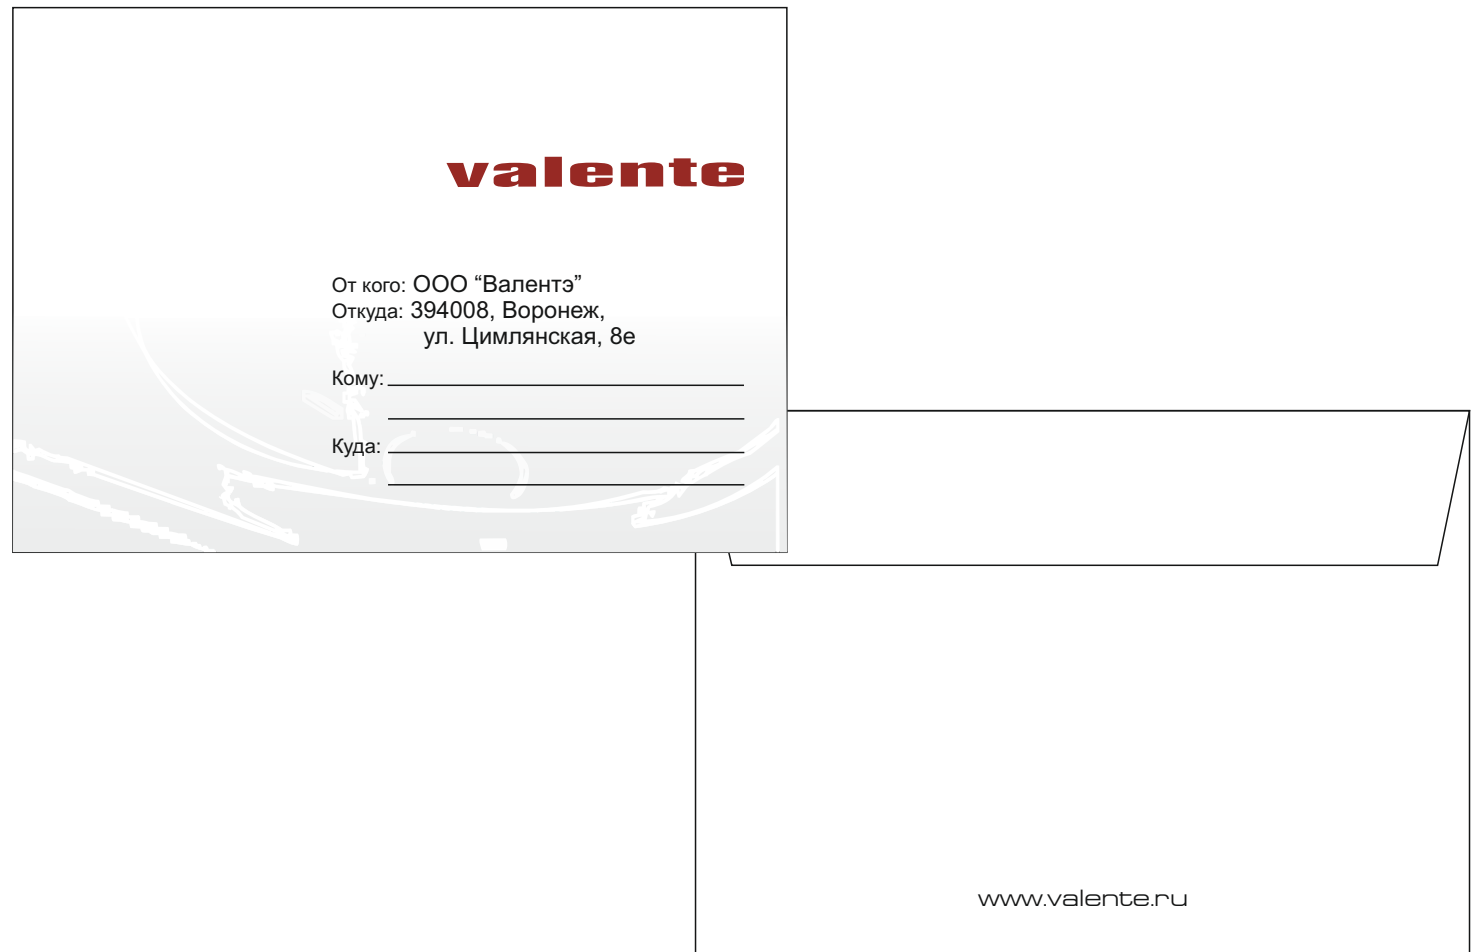 valente
От кого: ООО “Валентэ”
Откуда: 394008, Воронеж,
ул. Цимлянская, 8е
Кому:
Куда:
www.valente.ru